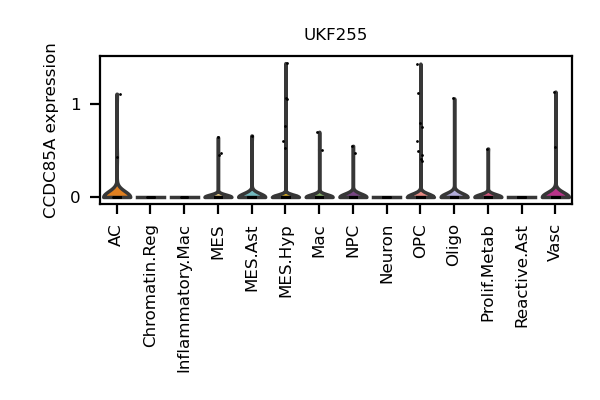 UKF255
CCDC85A expression
1
0
AC
Chromatin.Reg
Inflammatory.Mac
MES
MES.Ast
MES.Hyp
Mac
NPC
Neuron
OPC
Oligo
Prolif.Metab
Reactive.Ast
Vasc